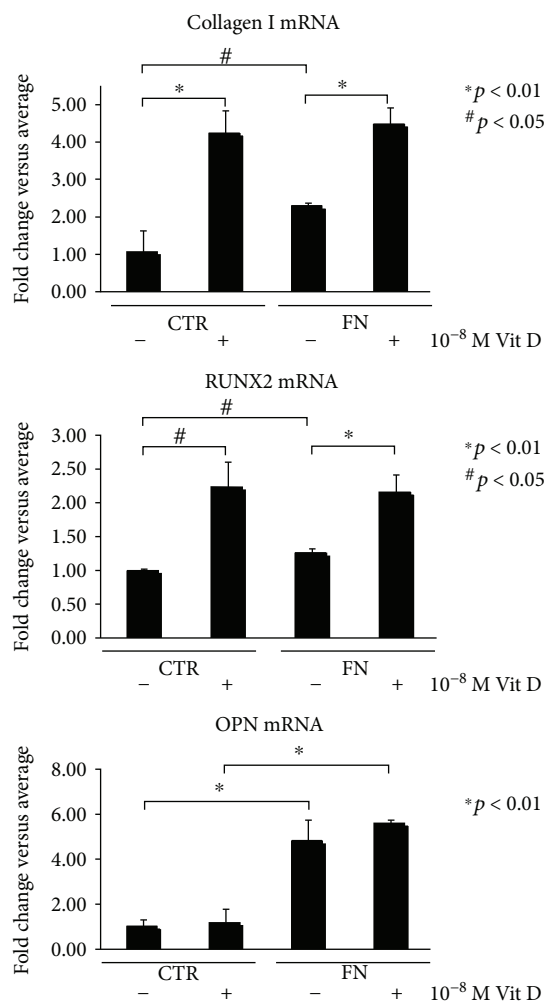 Collagen I mRNA
#
* *
*p < 0.01
#p < 0.05
Fold change versus average
5.00
4.00
3.00
2.00
1.00
0.00
CTR FN
− + − + 10⁻⁸ M Vit D
RUNX2 mRNA
#
# *
*p < 0.01
#p < 0.05
Fold change versus average
3.00
2.50
2.00
1.50
1.00
0.50
0.00
CTR FN
− + − + 10⁻⁸ M Vit D
OPN mRNA
*
*
*p < 0.01
Fold change versus average
8.00
6.00
4.00
2.00
0.00
CTR FN
− + − + 10⁻⁸ M Vit D